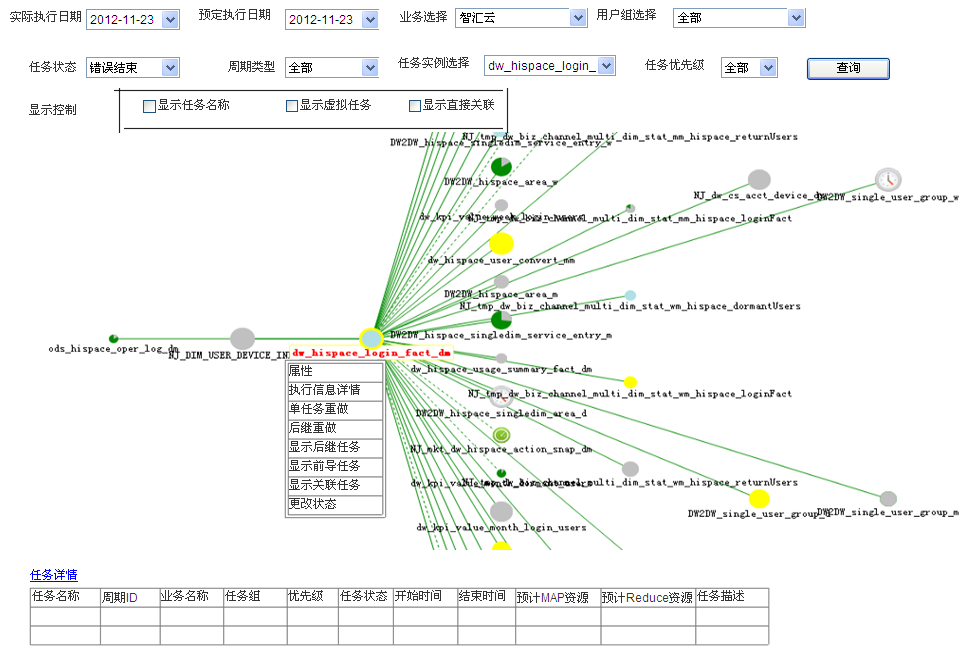 实际执行日期 2012-11-23 预定执行日期 2012-11-23 业务选择 智汇云 用户组选择 全部
任务状态 错误结束 周期类型 全部 任务实例选择 dw_hispace_login_ 任务优先级 全部 查询
显示控制 显示任务名称 显示虚拟任务 显示直接关联
NJ_tmp_dw_biz_channel_multi_dim_stat_mm_hispace_returnUsers
DW2DW_hispace_singledim_service_entry_w
DW2DW_hispace_area_w
NJ_dw_cs_acct_device_
DW2DW_single_user_group_w
dw_kpi_value_week_login_users
NJ_tmp_dw_biz_channel_multi_dim_stat_mm_hispace_loginFact
dw_hispace_user_convert_mm
DW2DW_hispace_area_m
NJ_tmp_dw_biz_channel_multi_dim_stat_wm_hispace_dormantUsers
DW2DW_hispace_singledim_service_entry_m
ods_hispace_oper_log_dm
NJ_DIM_USER_DEVICE_IN
dw_hispace_login_fact_dm
dw_hispace_usage_summary_fact_dm
NJ_tmp_dw_biz_channel_multi_dim_stat_wm_hispace_loginFact
DW2DW_hispace_singledim_area_d
NJ_mkt_dw_hispace_action_snap_dm
NJ_tmp_dw_biz_channel_multi_dim_stat_wm_hispace_returnUsers
DW2DW_single_user_group_
DW2DW_single_user_group_m
dw_kpi_value_month_login_users
属性
执行信息详情
单任务重做
后继重做
显示后继任务
显示前导任务
显示关联任务
更改状态
任务详情
任务名称 周期ID 业务名称 任务组 优先级 任务状态 开始时间 结束时间 预计MAP资源 预计Reduce资源 任务描述